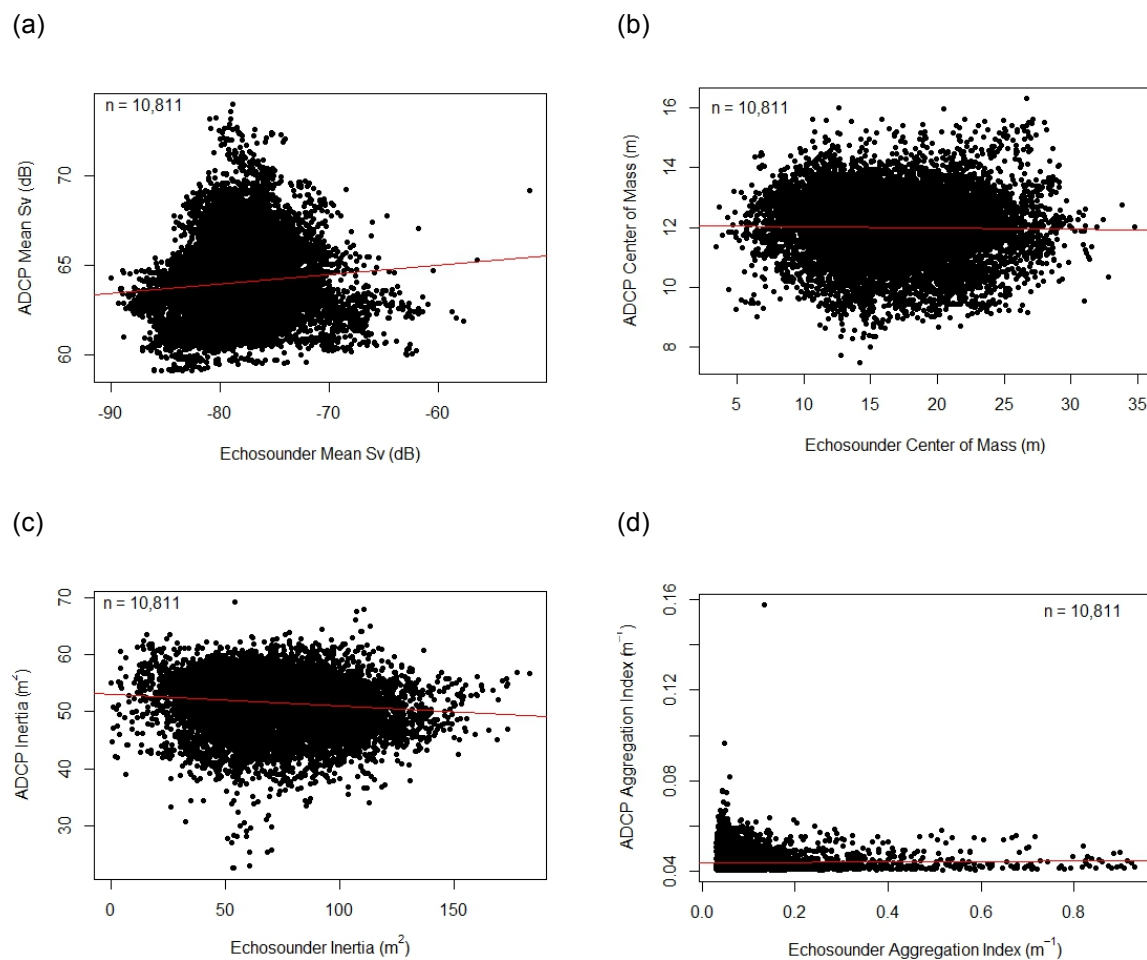 (a)
n = 10,811
ADCP Mean Sv (dB)
70
65
60
-90 -80 -70 -60
Echosounder Mean Sv (dB)
(b)
n = 10,811
ADCP Center of Mass (m)
16
14
12
10
8
5 10 15 20 25 30 35
Echosounder Center of Mass (m)
(c)
n = 10,811
ADCP Inertia (m²)
70
60
50
40
30
0 50 100 150
Echosounder Inertia (m²)
(d)
n = 10,811
ADCP Aggregation Index (m⁻¹)
0.16
0.12
0.08
0.04
0.0 0.2 0.4 0.6 0.8
Echosounder Aggregation Index (m⁻¹)